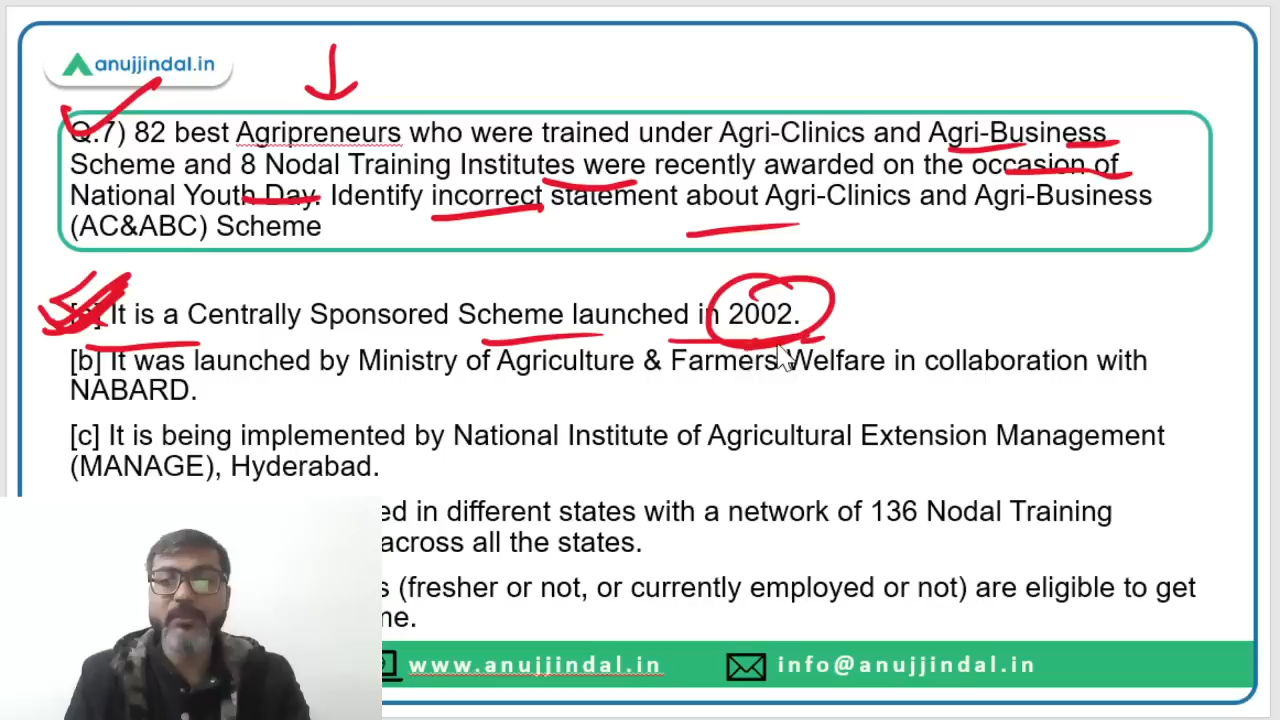 anujjindal.in
Q.7) 82 best Agripreneurs who were trained under Agri-Clinics and Agri-Business
Scheme and 8 Nodal Training Institutes were recently awarded on the occasion of
National Youth Day. Identify incorrect statement about Agri-Clinics and Agri-Business
(AC&ABC) Scheme
[a] It is a Centrally Sponsored Scheme launched in 2002.
[b] It was launched by Ministry of Agriculture & Farmers Welfare in collaboration with
NABARD.
[c] It is being implemented by National Institute of Agricultural Extension Management
(MANAGE), Hyderabad.
ed in different states with a network of 136 Nodal Training
across all the states.
s (fresher or not, or currently employed or not) are eligible to get
me.
www.anujjindal.in
info@anujjindal.in